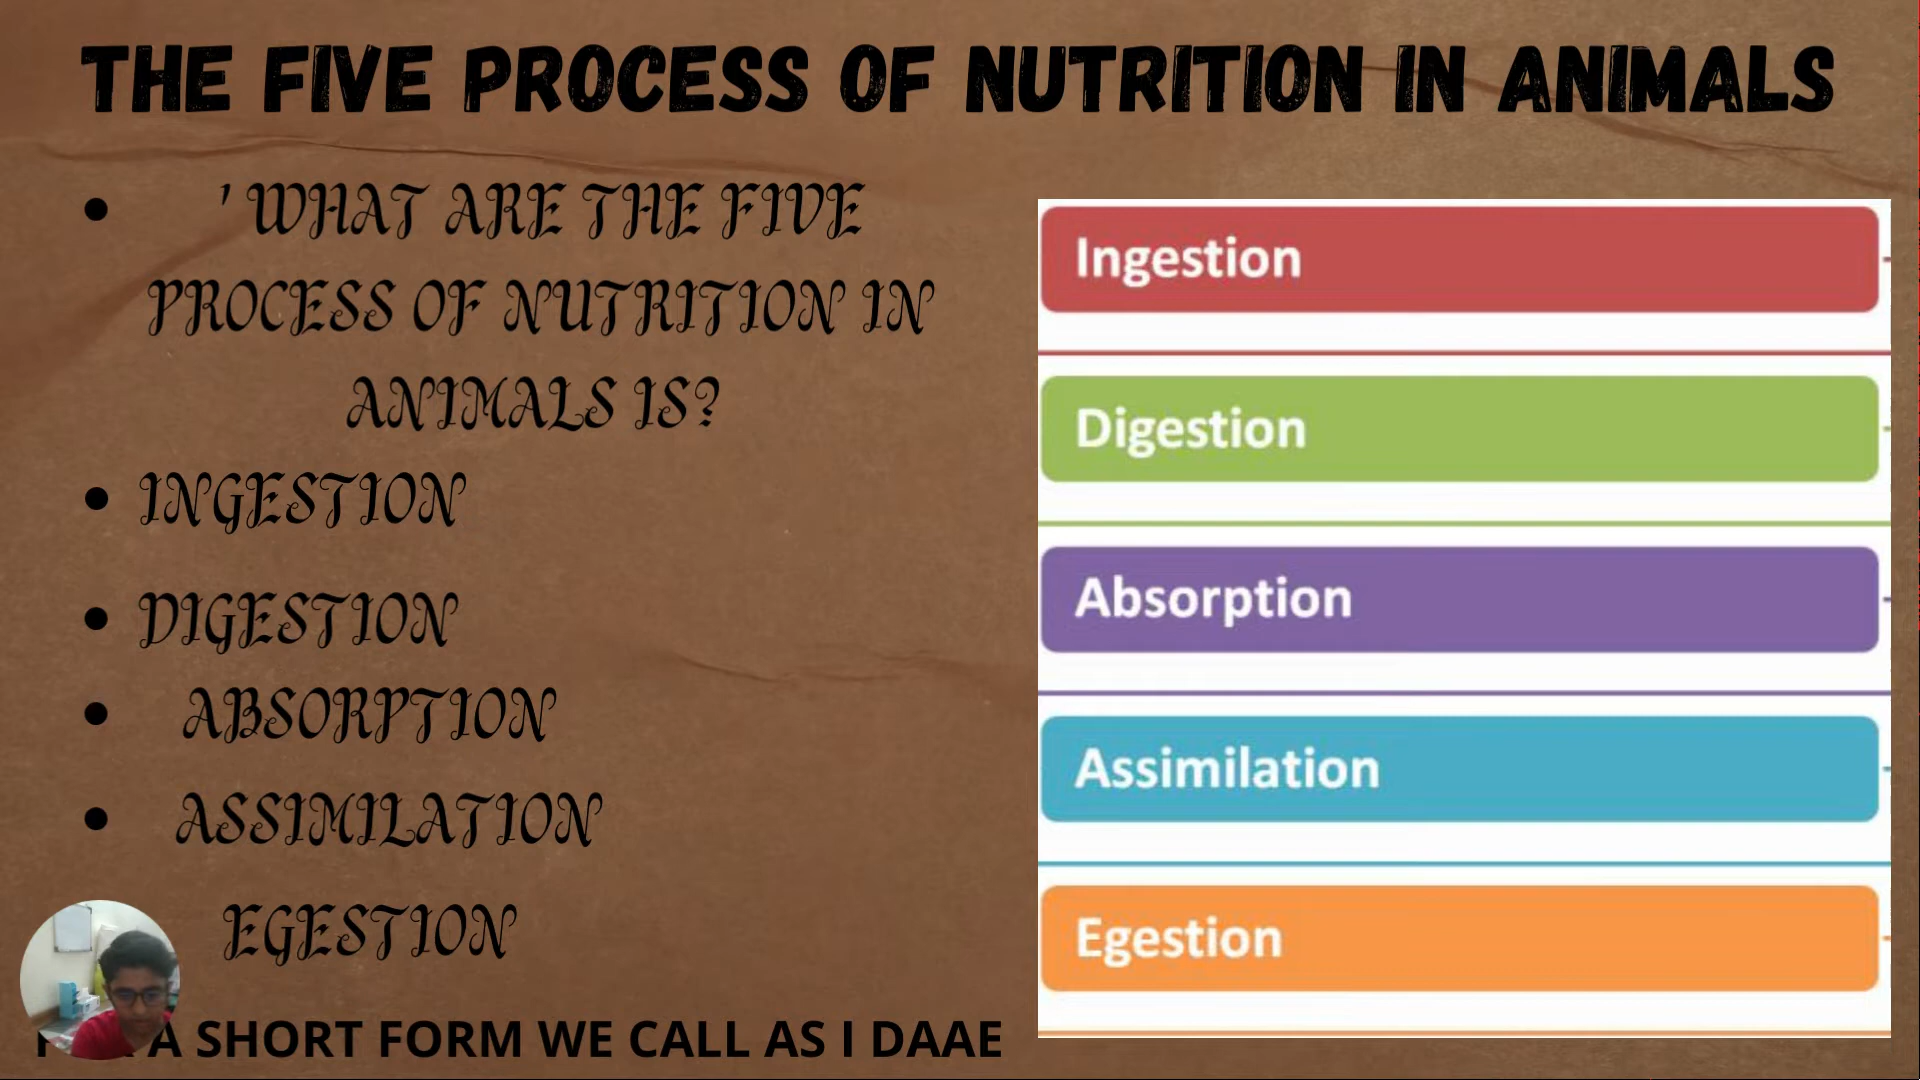 THE FIVE PROCESS OF NUTRITION IN ANIMALS
' WHAT ARE THE FIVE
PROCESS OF NUTRITION IN
ANIMALS IS?
INGESTION
DIGESTION
ABSORPTION
ASSIMILATION
EGESTION
A SHORT FORM WE CALL AS I DAAE
Ingestion
Digestion
Absorption
Assimilation
Egestion